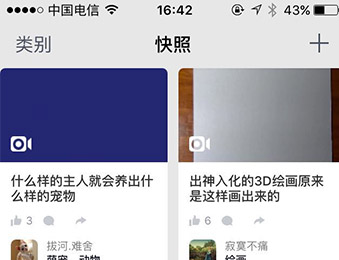 中国电信 16:42 43%
类别 快照
什么样的主人就会养出什
么样的宠物
出神入化的3D绘画原来
是这样画出来的
3
6
拔河.难舍
萌宠、动物
寂寞不痛
绘画